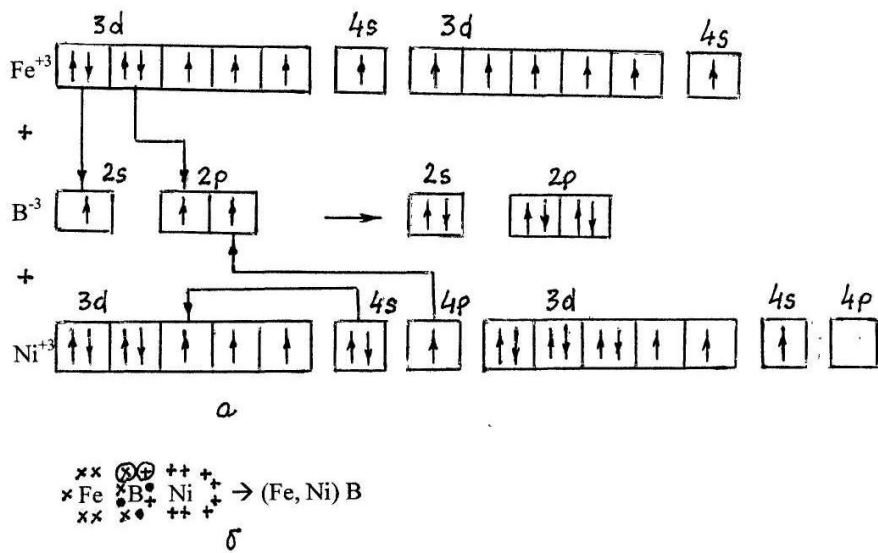 3d 4s 3d 4s
Fe⁺³ ↑↓ ↑↓ ↑ ↑ ↑ ↑ ↑ ↑ ↑ ↑ ↑ ↑
+
2s 2p 2s 2p
B⁻³ ↑ ↑ ↑ → ↑↓ ↑↓ ↑↓
+
3d 4s 4p 3d 4s 4p
Ni⁺³ ↑↓ ↑↓ ↑ ↑ ↑ ↑↓ ↑ ↑↓ ↑↓ ↑↓ ↑ ↑ ↑
а
Fe B Ni → (Fe, Ni) B
б